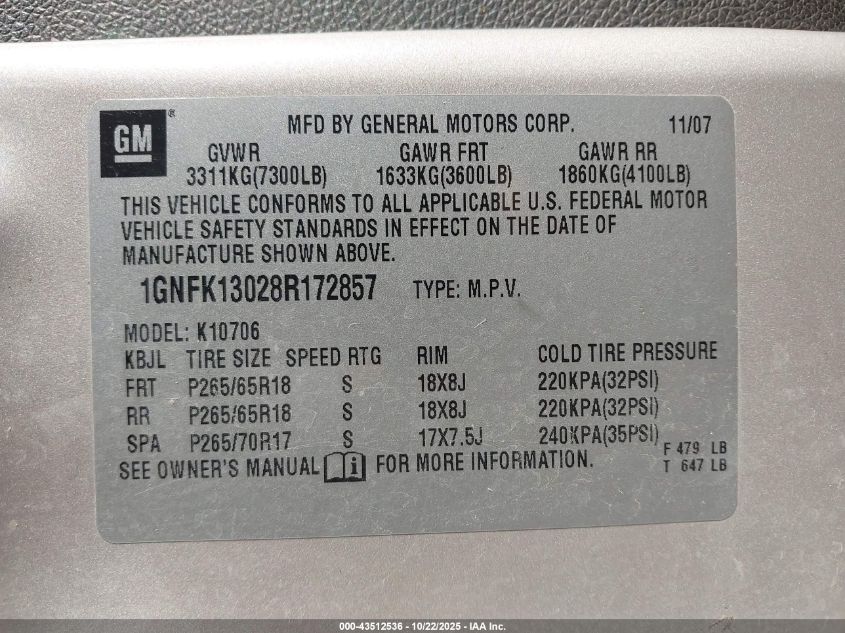 GM ® MFD BY GENERAL MOTORS CORP. 11/07
GVWR GAWR FRT GAWR RR
3311KG(7300LB) 1633KG(3600LB) 1860KG(4100LB)
THIS VEHICLE CONFORMS TO ALL APPLICABLE U.S. FEDERAL MOTOR
VEHICLE SAFETY STANDARDS IN EFFECT ON THE DATE OF
MANUFACTURE SHOWN ABOVE.
1GNFK13028R172857 TYPE: M.P.V.
MODEL: K10706
KBJL TIRE SIZE SPEED RTG RIM COLD TIRE PRESSURE
FRT P265/65R18 S 18X8J 220KPA(32PSI)
RR P265/65R18 S 18X8J 220KPA(32PSI)
SPA P265/70R17 S 17X7.5J 240KPA(35PSI)
F 479 LB
SEE OWNER'S MANUAL i FOR MORE INFORMATION.
T 647 LB
000-43512536 - 10/22/2025 - IAA Inc.